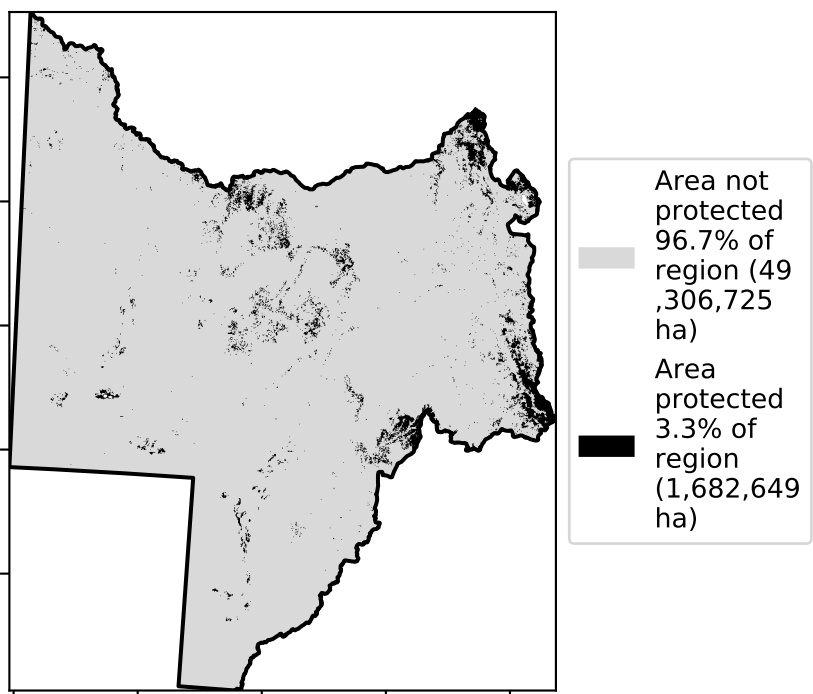 Area not
protected
96.7% of
region (49
,306,725
ha)
Area
protected
3.3% of
region
(1,682,649
ha)